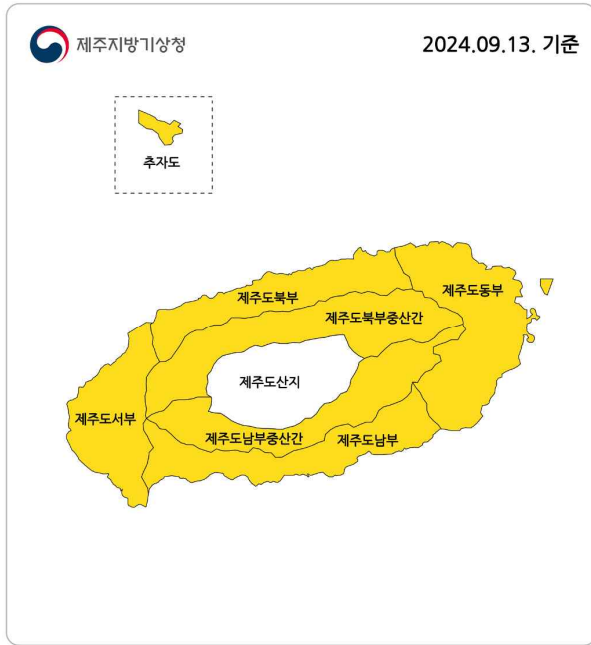 제주지방기상청
2024.09.13. 기준
추자도
제주도북부
제주도동부
제주도북부중산간
제주도산지
제주도서부
제주도남부중산간
제주도남부